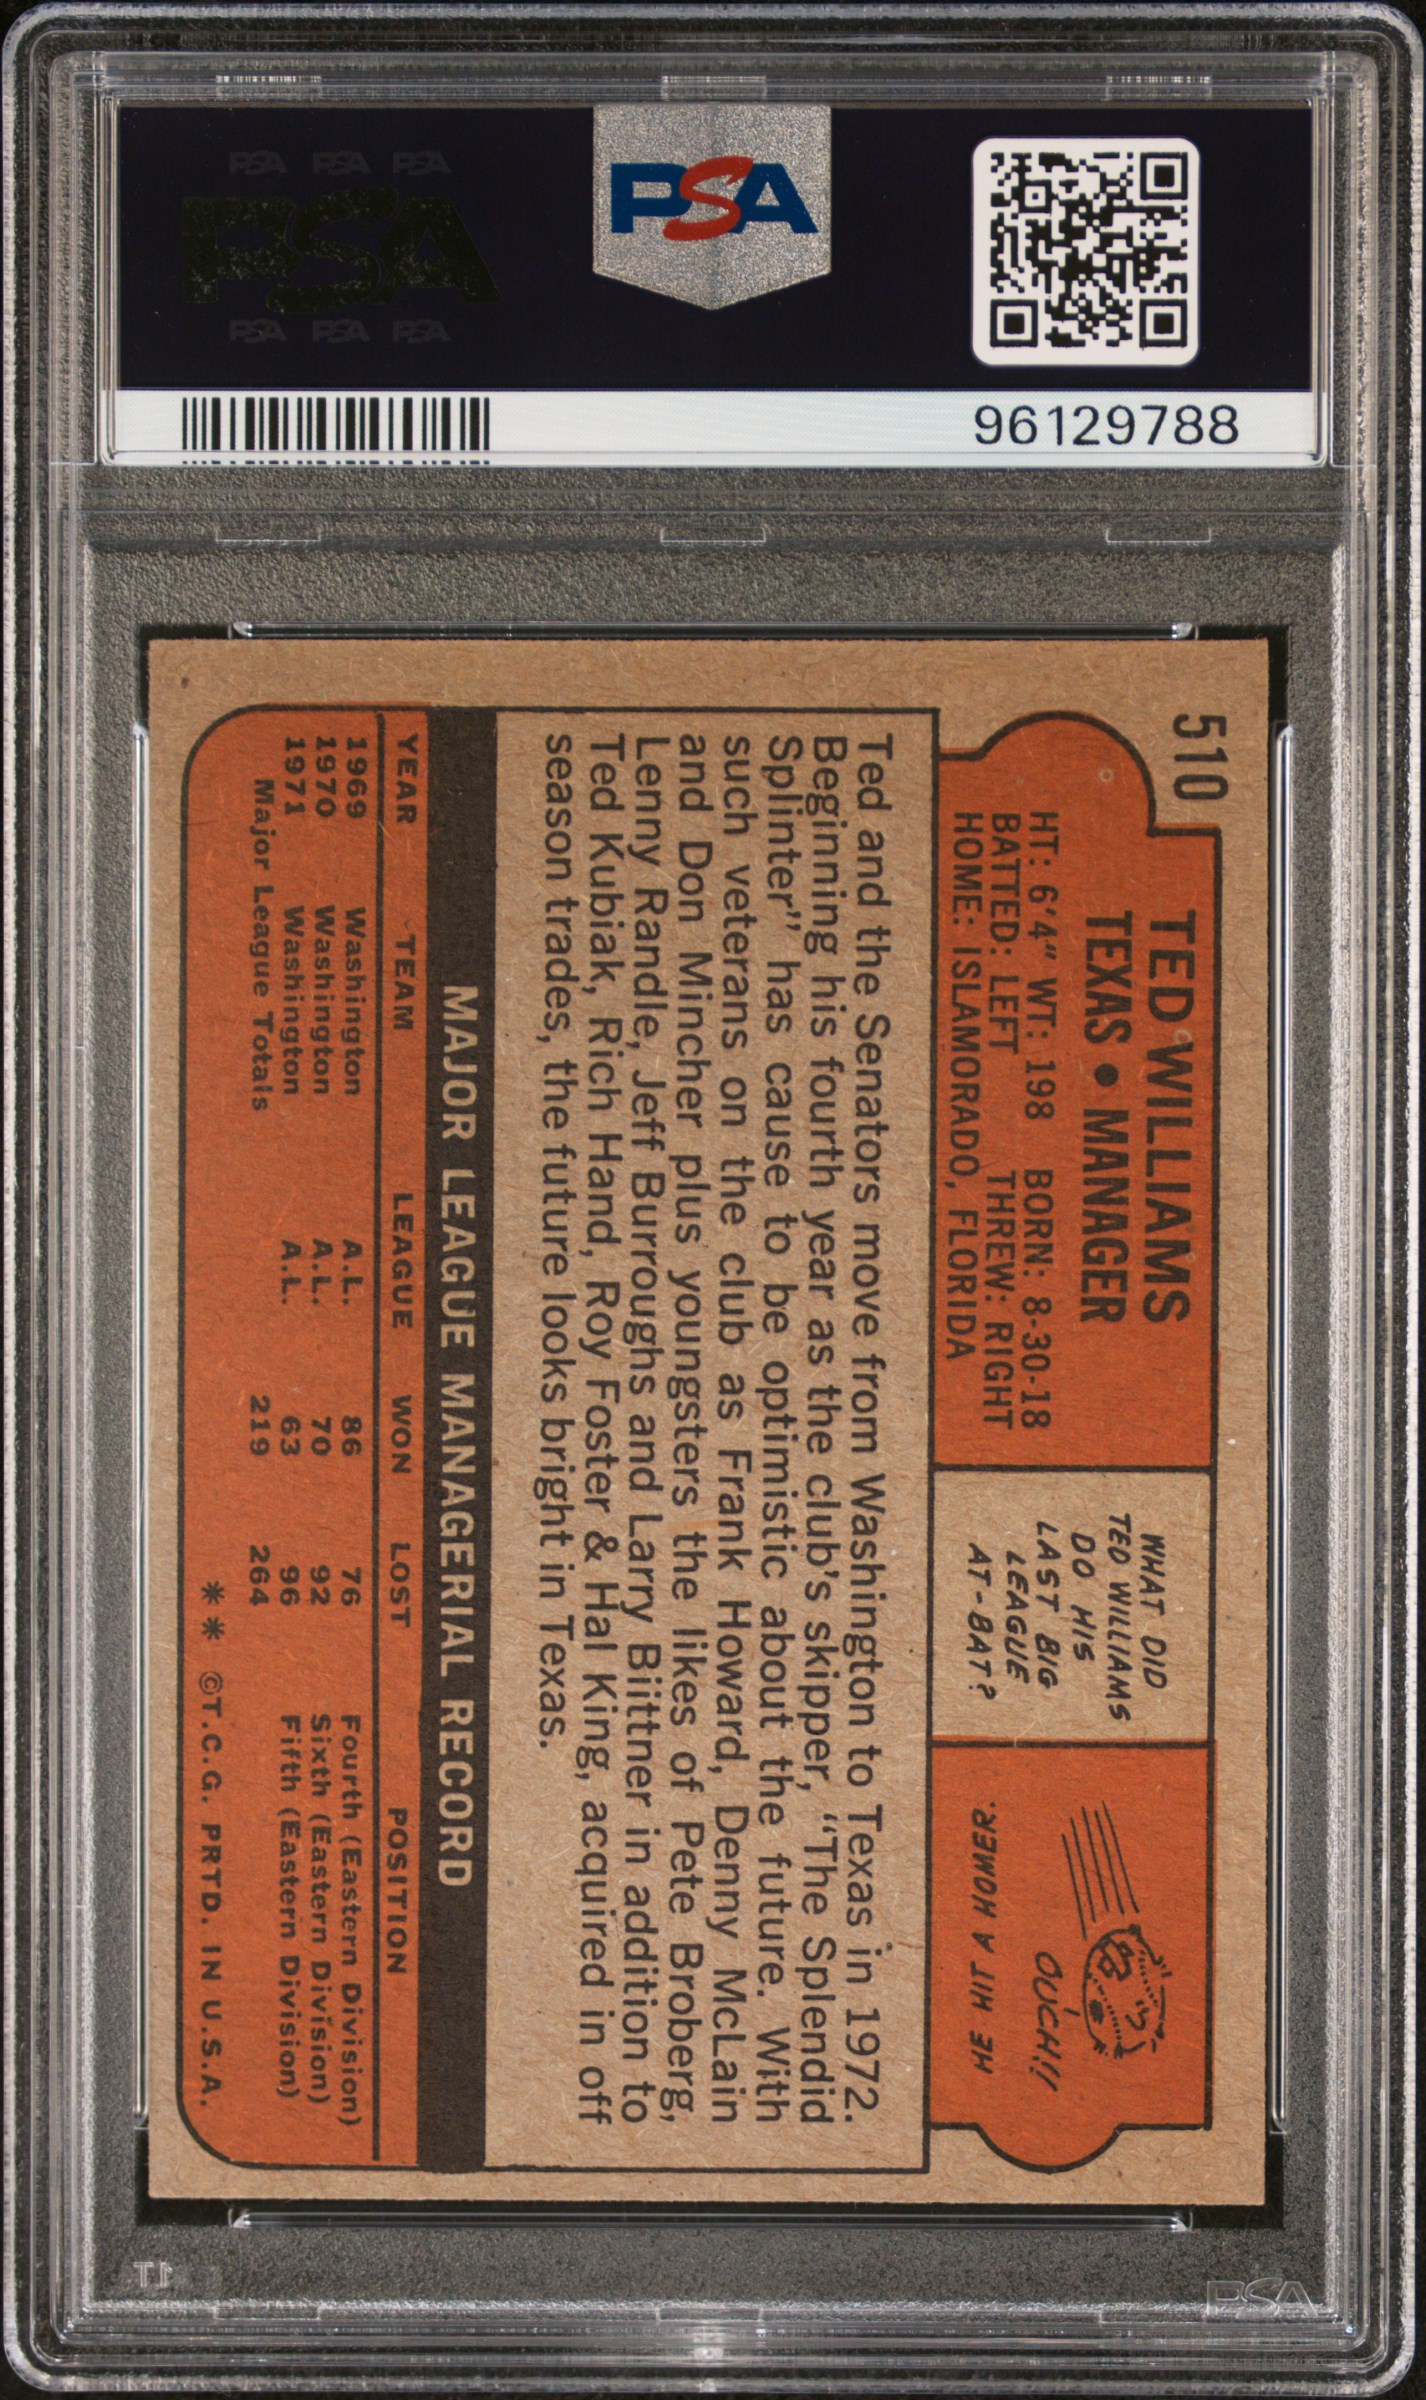 PSA PSA PSA
PSA
PSA PSA PSA
PSA
96129788
510
TED WILLIAMS
TEXAS • MANAGER
HT: 6'4" WT: 198 BORN: 8-30-18
BATTED: LEFT THREW: RIGHT
HOME: ISLAMORADO, FLORIDA
WHAT DID
TED WILLIAMS
DO HIS
LAST BIG
LEAGUE
AT-BAT?
OUCH!!
HE HIT A HOMER.
Ted and the Senators move from Washington to Texas in 1972.
Beginning his fourth year as the club's skipper, "The Splendid
Splinter" has cause to be optimistic about the future. With
such veterans on the club as Frank Howard, Denny McLain
and Don Mincher plus youngsters the likes of Pete Broberg,
Lenny Randle, Jeff Burroughs and Larry Biittner in addition to
Ted Kubiak, Rich Hand, Roy Foster & Hal King, acquired in off
season trades, the future looks bright in Texas.
MAJOR LEAGUE MANAGERIAL RECORD
YEAR TEAM LEAGUE WON LOST POSITION
1969 Washington A.L. 86 76 Fourth (Eastern Division)
1970 Washington A.L. 70 92 Sixth (Eastern Division)
1971 Washington A.L. 63 96 Fifth (Eastern Division)
Major League Totals 219 264
** ©T.C.G. PRTD. IN U.S.A.
PSA